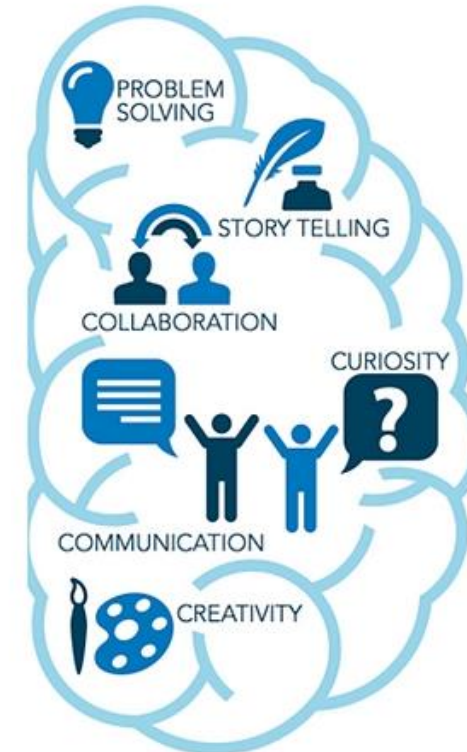 PROBLEM
SOLVING
STORY TELLING
COLLABORATION
CURIOSITY
?
COMMUNICATION
CREATIVITY